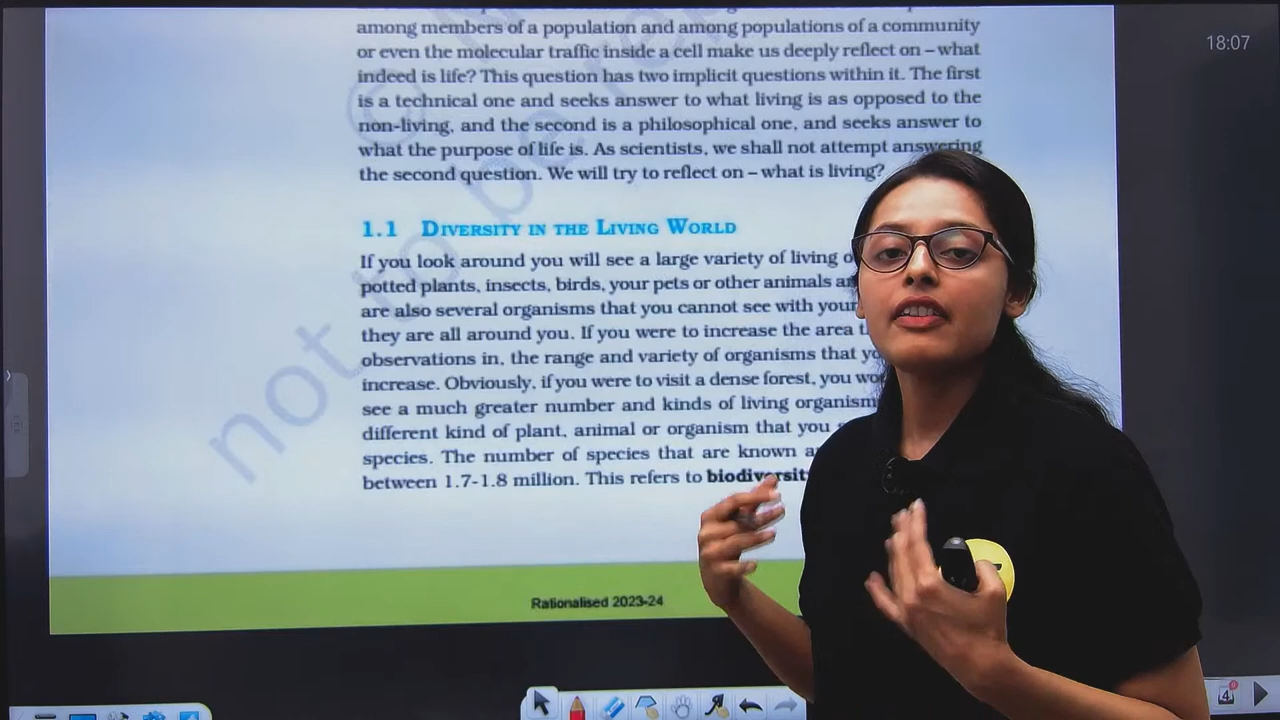 among members of a population and among populations of a community
or even the molecular traffic inside a cell make us deeply reflect on – what
indeed is life? This question has two implicit questions within it. The first
is a technical one and seeks answer to what living is as opposed to the
non-living, and the second is a philosophical one, and seeks answer to
what the purpose of life is. As scientists, we shall not attempt answering
the second question. We will try to reflect on – what is living?
1.1 DIVERSITY IN THE LIVING WORLD
If you look around you will see a large variety of living
potted plants, insects, birds, your pets or other animals
are also several organisms that you cannot see with your
they are all around you. If you were to increase the area
observations in, the range and variety of organisms that
increase. Obviously, if you were to visit a dense forest, you
see a much greater number and kinds of living
different kind of plant, animal or organism that you
species. The number of species that are known
between 1.7-1.8 million. This refers to biodiversity
not to be
Rationalised 2023-24
18:07
4